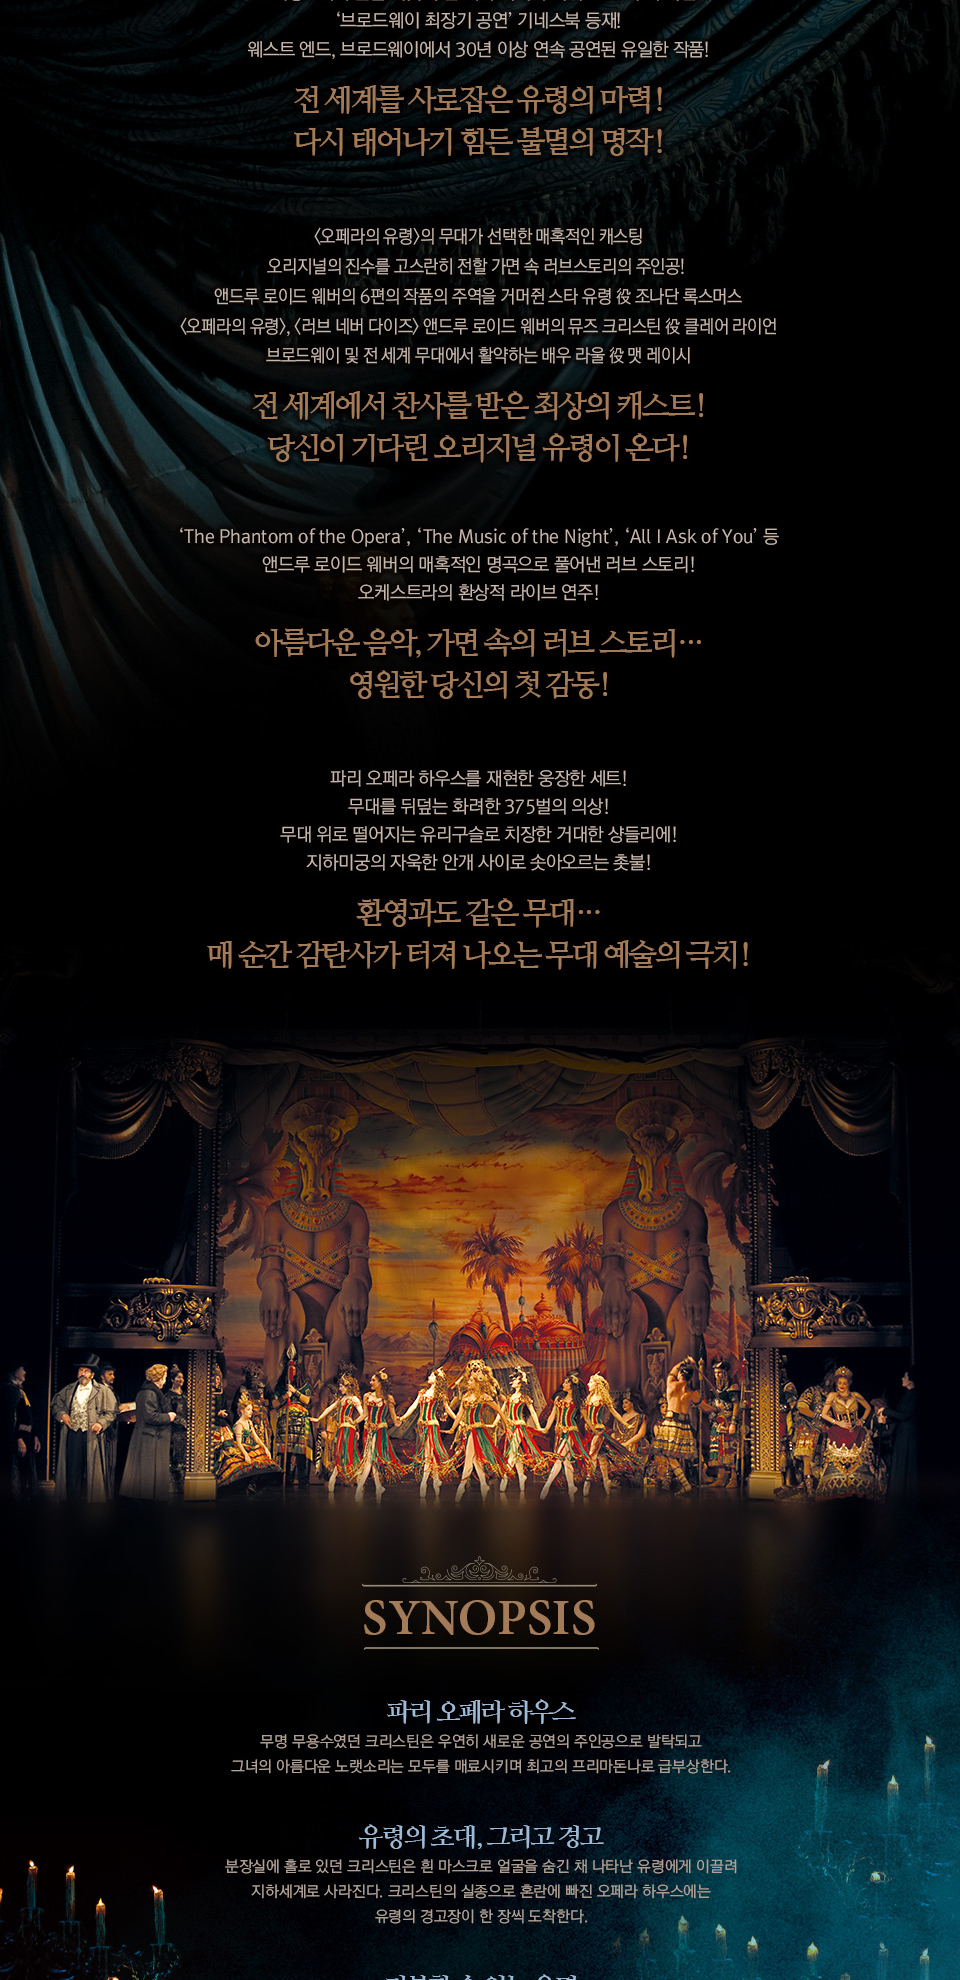 ‘브로드웨이 최장기 공연’ 기네스북 등재!
웨스트 엔드, 브로드웨이에서 30년 이상 연속 공연된 유일한 작품!
전 세계를 사로잡은 유령의 마력!
다시 태어나기 힘든 불멸의 명작!
〈오페라의 유령〉의 무대가 선택한 매혹적인 캐스팅
오리지널의 진수를 고스란히 전할 가면 속 러브스토리의 주인공!
앤드루 로이드 웨버의 6편의 작품의 주역을 거머쥔 스타 유령 役 조나단 록스머스
〈오페라의 유령〉, 〈러브 네버 다이즈〉 앤드루 로이드 웨버의 뮤즈 크리스틴 役 클레어 라이언
브로드웨이 및 전 세계 무대에서 활약하는 배우 라울 役 맷 레이시
전 세계에서 찬사를 받은 최상의 캐스트!
당신이 기다린 오리지널 유령이 온다!
‘The Phantom of the Opera’, ‘The Music of the Night’, ‘All I Ask of You’ 등
앤드루 로이드 웨버의 매혹적인 명곡으로 풀어낸 러브 스토리!
오케스트라의 환상적 라이브 연주!
아름다운 음악, 가면 속의 러브 스토리…
영원한 당신의 첫 감동!
파리 오페라 하우스를 재현한 웅장한 세트!
무대를 뒤덮는 화려한 375벌의 의상!
무대 위로 떨어지는 유리구슬로 치장한 거대한 샹들리에!
지하미궁의 자욱한 안개 사이로 솟아오르는 촛불!
환영과도 같은 무대…
매 순간 감탄사가 터져 나오는 무대 예술의 극치!
SYNOPSIS
파리 오페라 하우스
무명 무용수였던 크리스틴은 우연히 새로운 공연의 주인공으로 발탁되고
그녀의 아름다운 노랫소리는 모두를 매료시키며 최고의 프리마돈나로 급부상한다.
유령의 초대, 그리고 경고
분장실에 홀로 있던 크리스틴은 흰 마스크로 얼굴을 숨긴 채 나타난 유령에게 이끌려
지하세계로 사라진다. 크리스틴의 실종으로 혼란에 빠진 오페라 하우스에는
유령의 경고장이 한 장씩 도착한다.